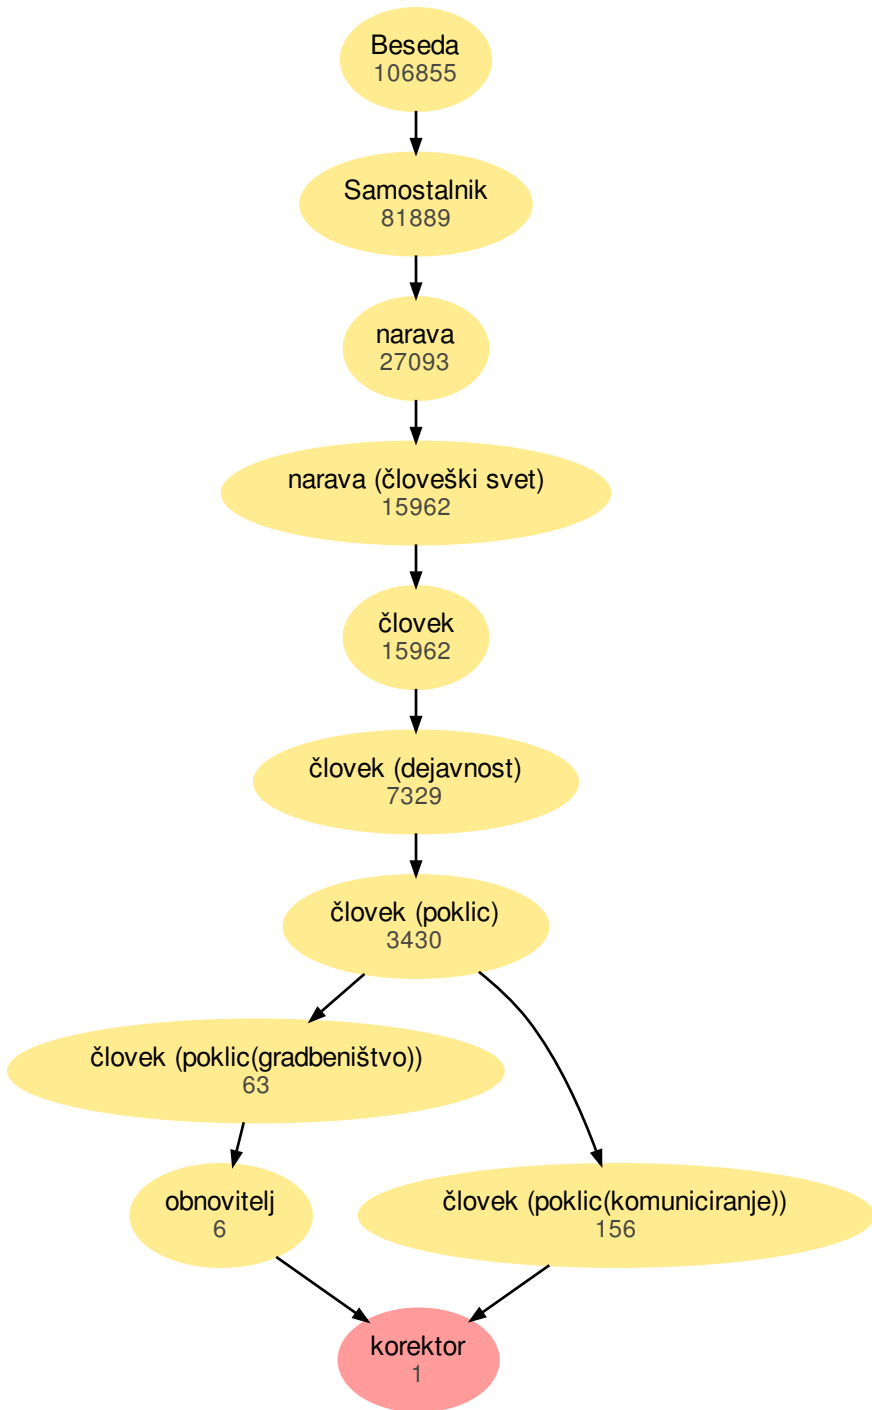 Beseda
106855
Samostalnik
81889
narava
27093
narava (človeški svet)
15962
človek
15962
človek (dejavnost)
7329
človek (poklic)
3430
človek (poklic(gradbeništvo))
63
obnovitelj
6
človek (poklic(komuniciranje))
156
korektor
1